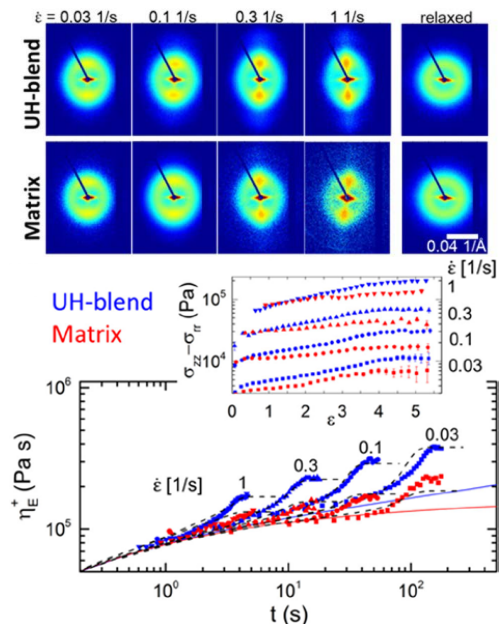 ε̇ = 0.03 1/s 0.1 1/s 0.3 1/s 1 1/s relaxed
UH-blend
Matrix
0.04 1/Å
ε̇ [1/s]
UH-blend
Matrix
σzz−σrr (Pa)
10⁵
10⁴
1
0.3
0.1
0.03
0 1 2 3 4 5
ε
10⁶
10⁵
η⁺E (Pa s)
ε̇ [1/s]
1
0.3
0.1
0.03
10⁰ 10¹ 10²
t (s)